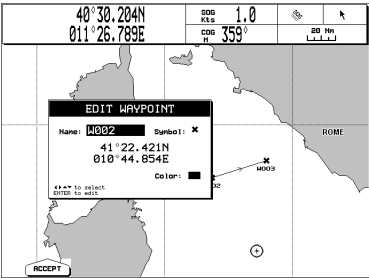 40°30.204N
011°26.789E
SOG
Kts 1.0
COG
M 359°
20 Nm
EDIT WAYPOINT
Name: W002 Symbol: ✖
41°22.421N
010°44.854E
Color:
◄►▲▼ to select
ENTER to edit
ROME
W003
02
ACCEPT